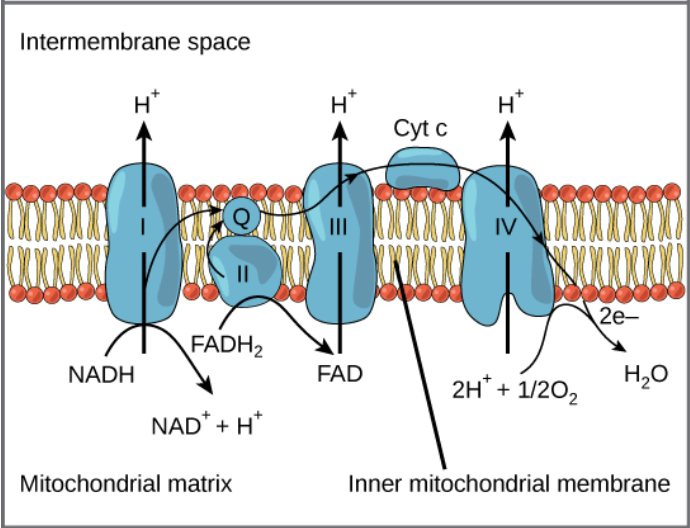 Intermembrane space
H⁺
H⁺
H⁺
Cyt c
I
Q
II
III
IV
2e–
FADH₂
NADH
FAD
2H⁺ + 1/2O₂
H₂O
NAD⁺ + H⁺
Mitochondrial matrix
Inner mitochondrial membrane